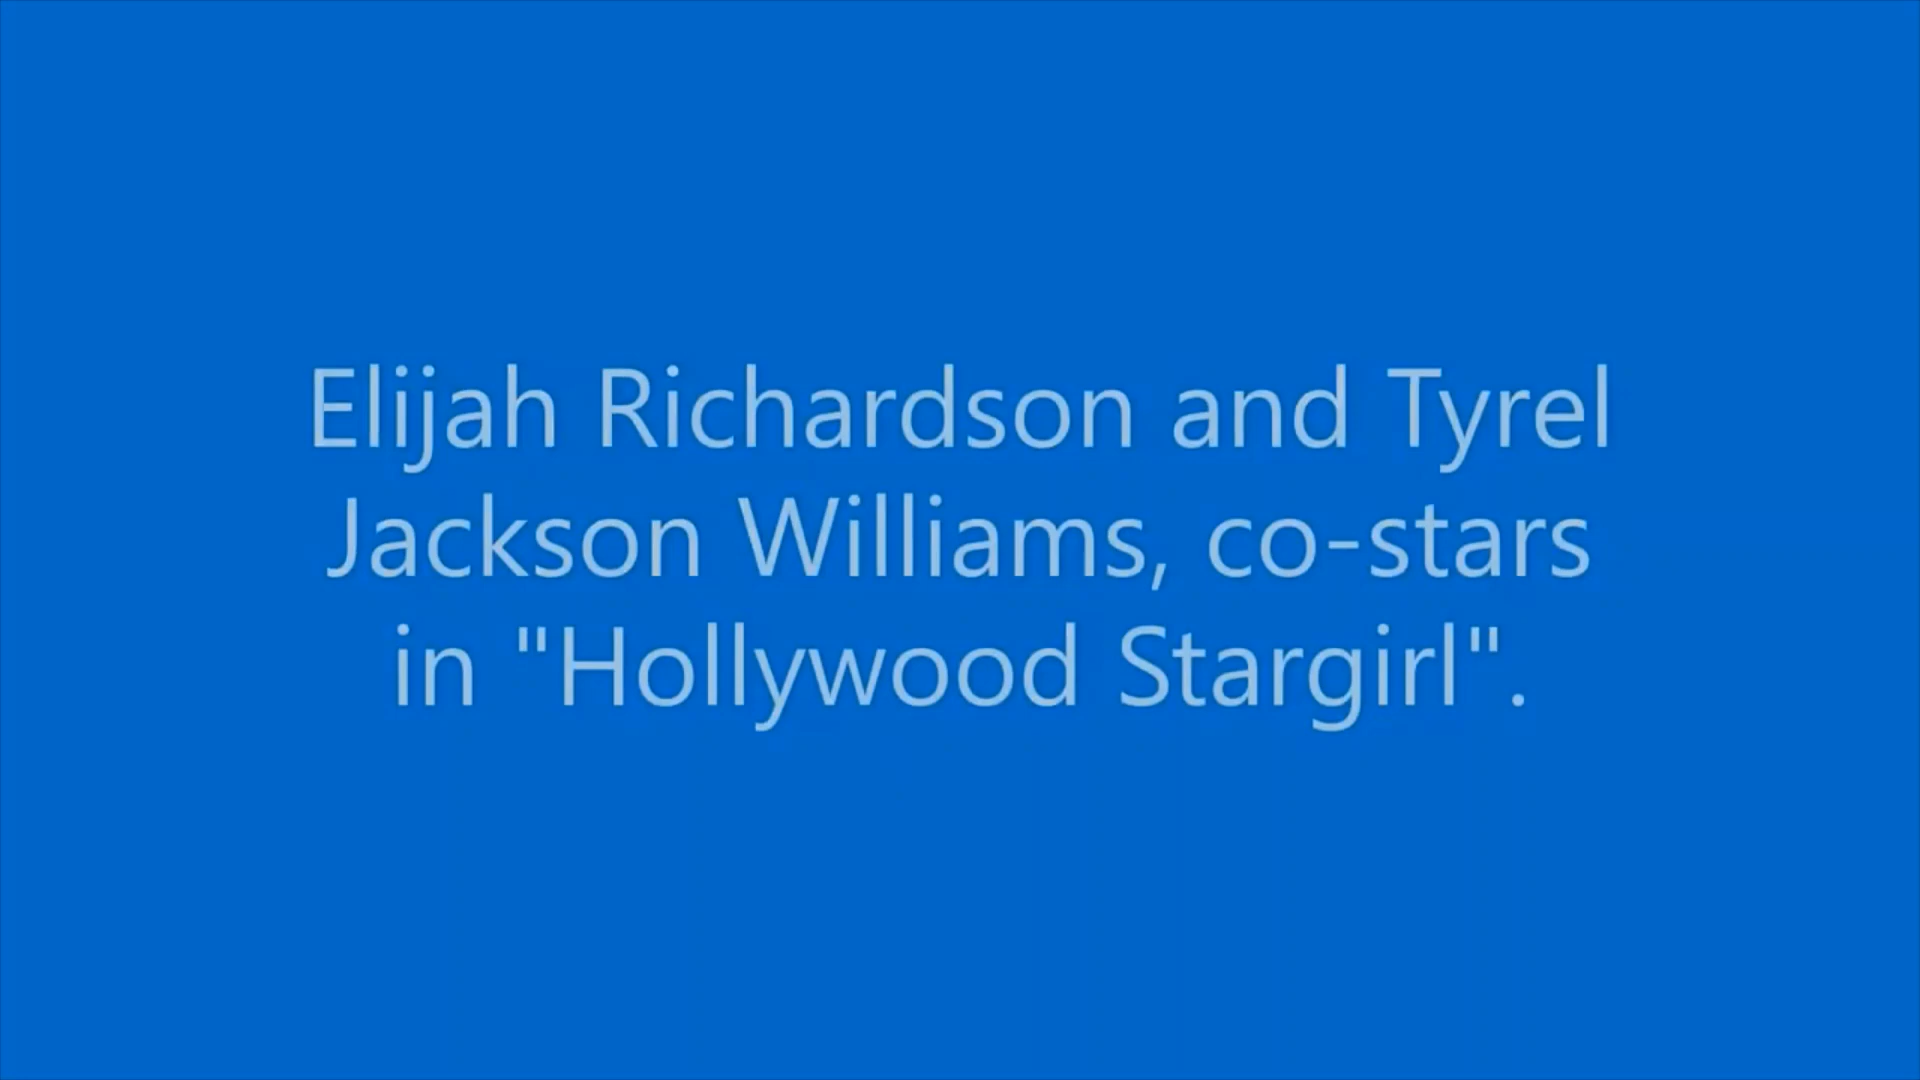 Elijah Richardson and Tyrel
Jackson Williams, co-stars
in "Hollywood Stargirl".